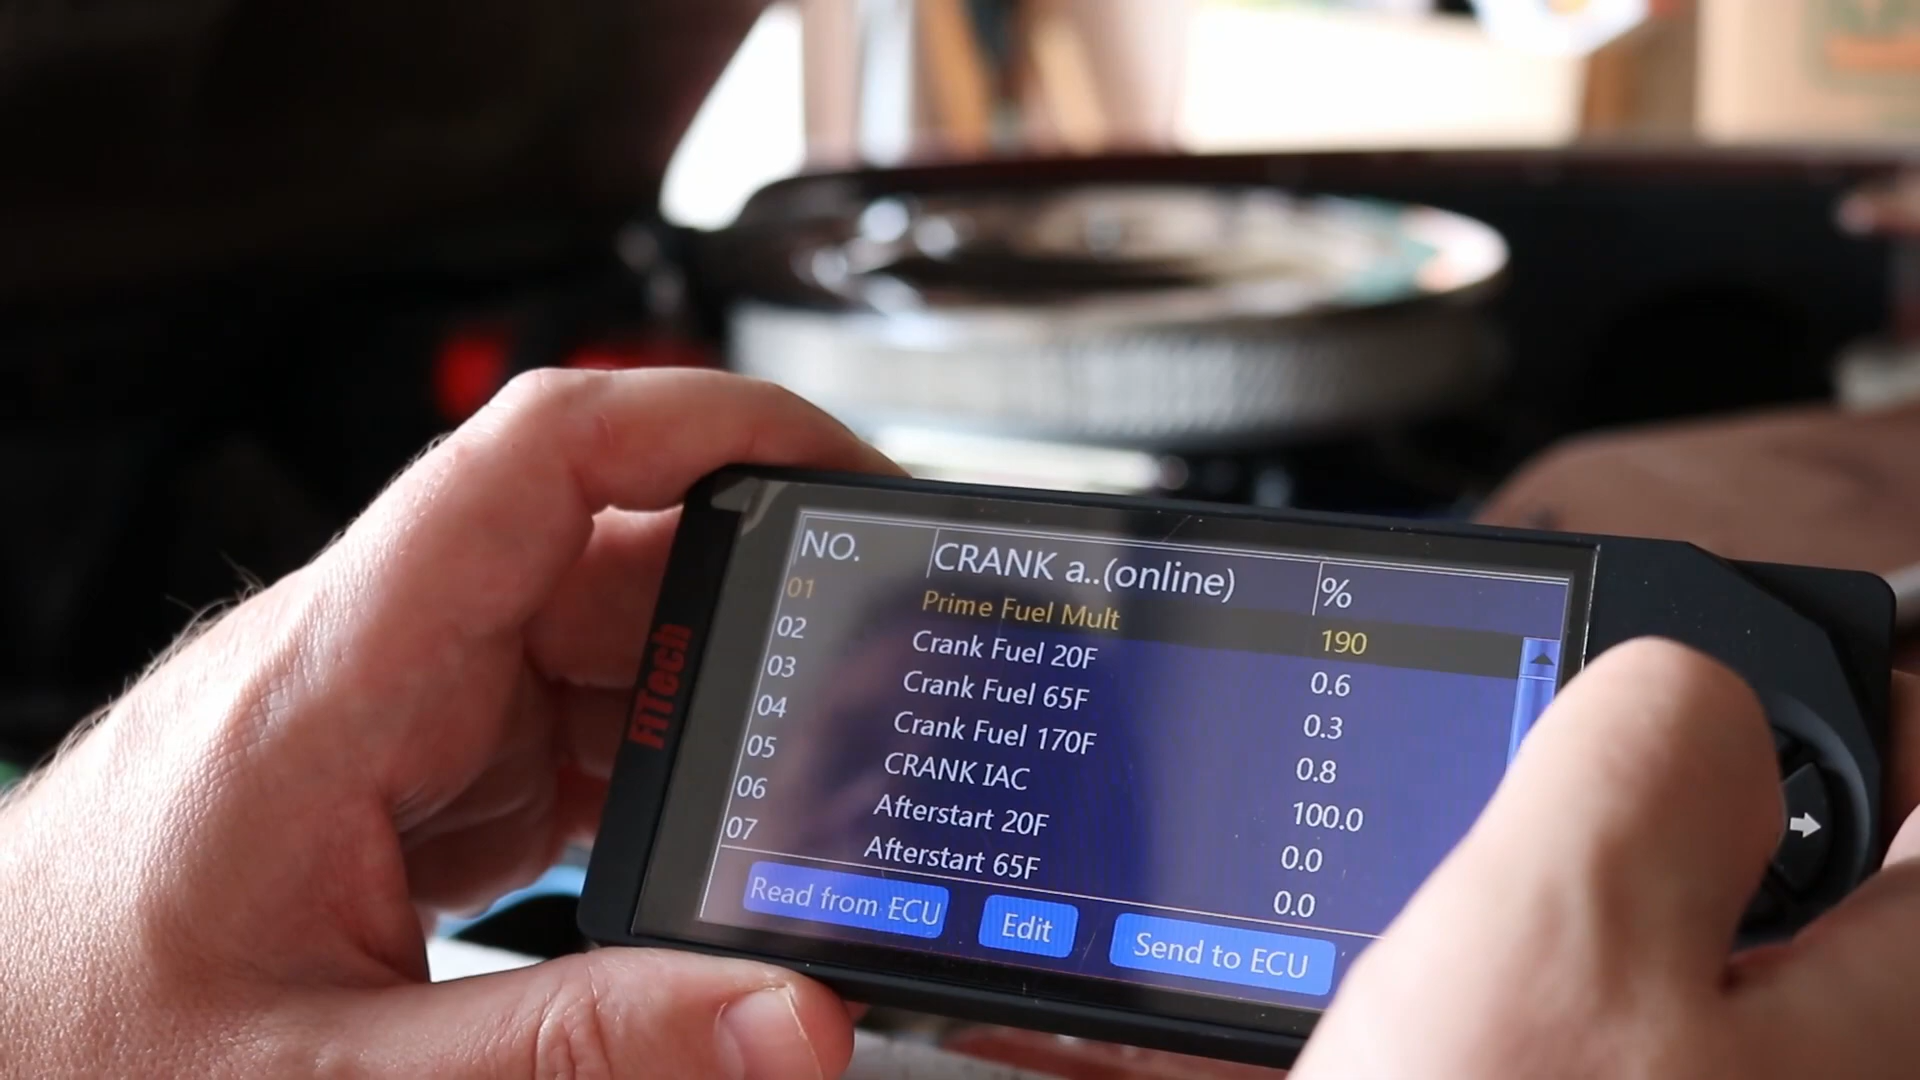 FiTech
NO. CRANK a..(online) %
01 Prime Fuel Mult 190
02 Crank Fuel 20F 0.6
03 Crank Fuel 65F 0.3
04 Crank Fuel 170F 0.8
05 CRANK IAC 100.0
06 Afterstart 20F 0.0
07 Afterstart 65F 0.0
Read from ECU Edit Send to ECU